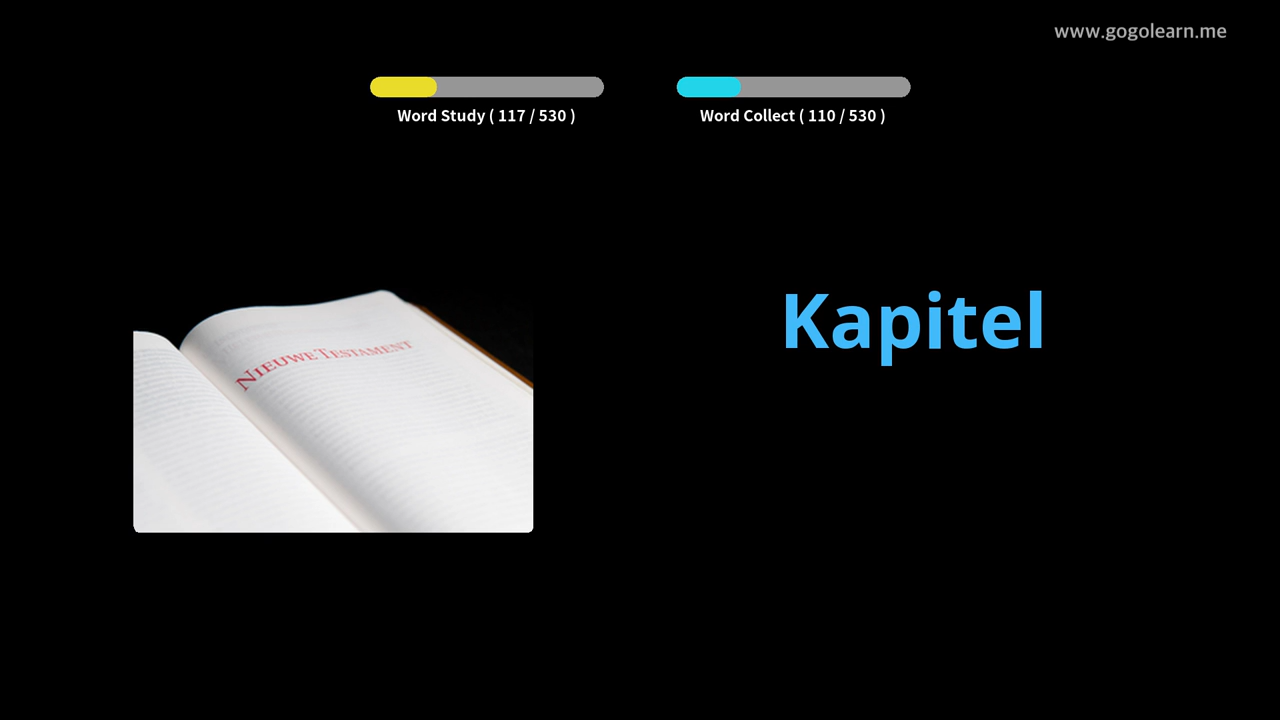 www.gogolearn.me
Word Study ( 117 / 530 )
Word Collect ( 110 / 530 )
Kapitel
NIEUWE TESTAMENT